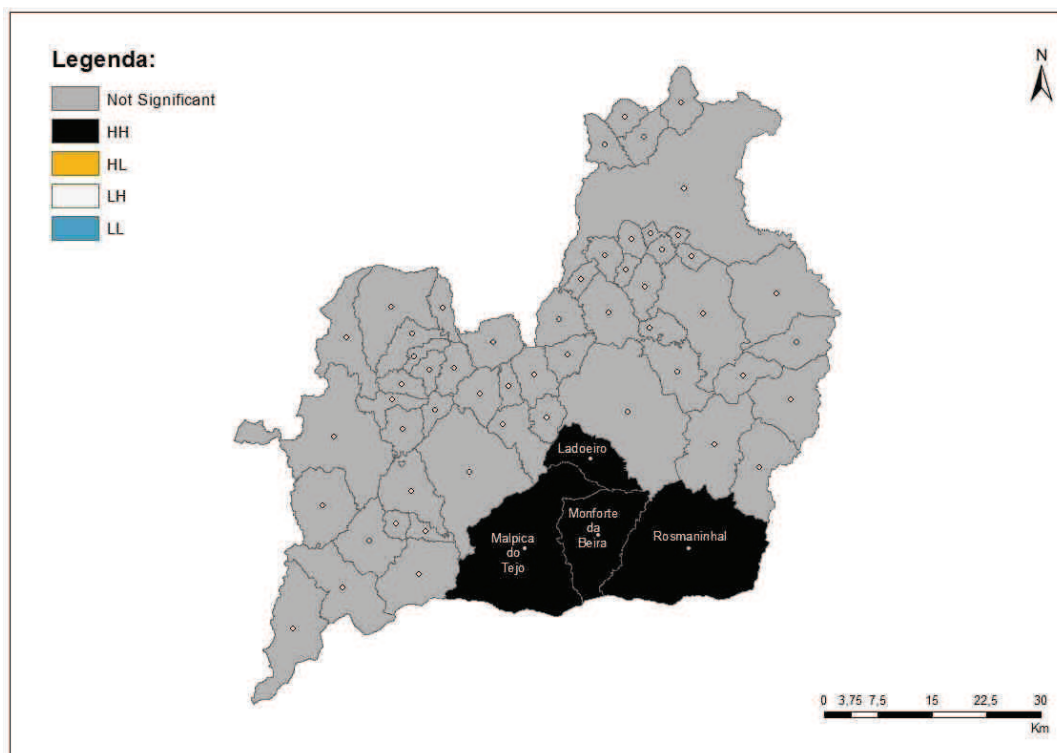 Legenda:
Not Significant
HH
HL
LH
LL
N
Ladoeiro
Monforte
da
Beira
Malpica
do
Tejo
Rosmaninhal
0 3,75 7,5 15 22,5 30
Km